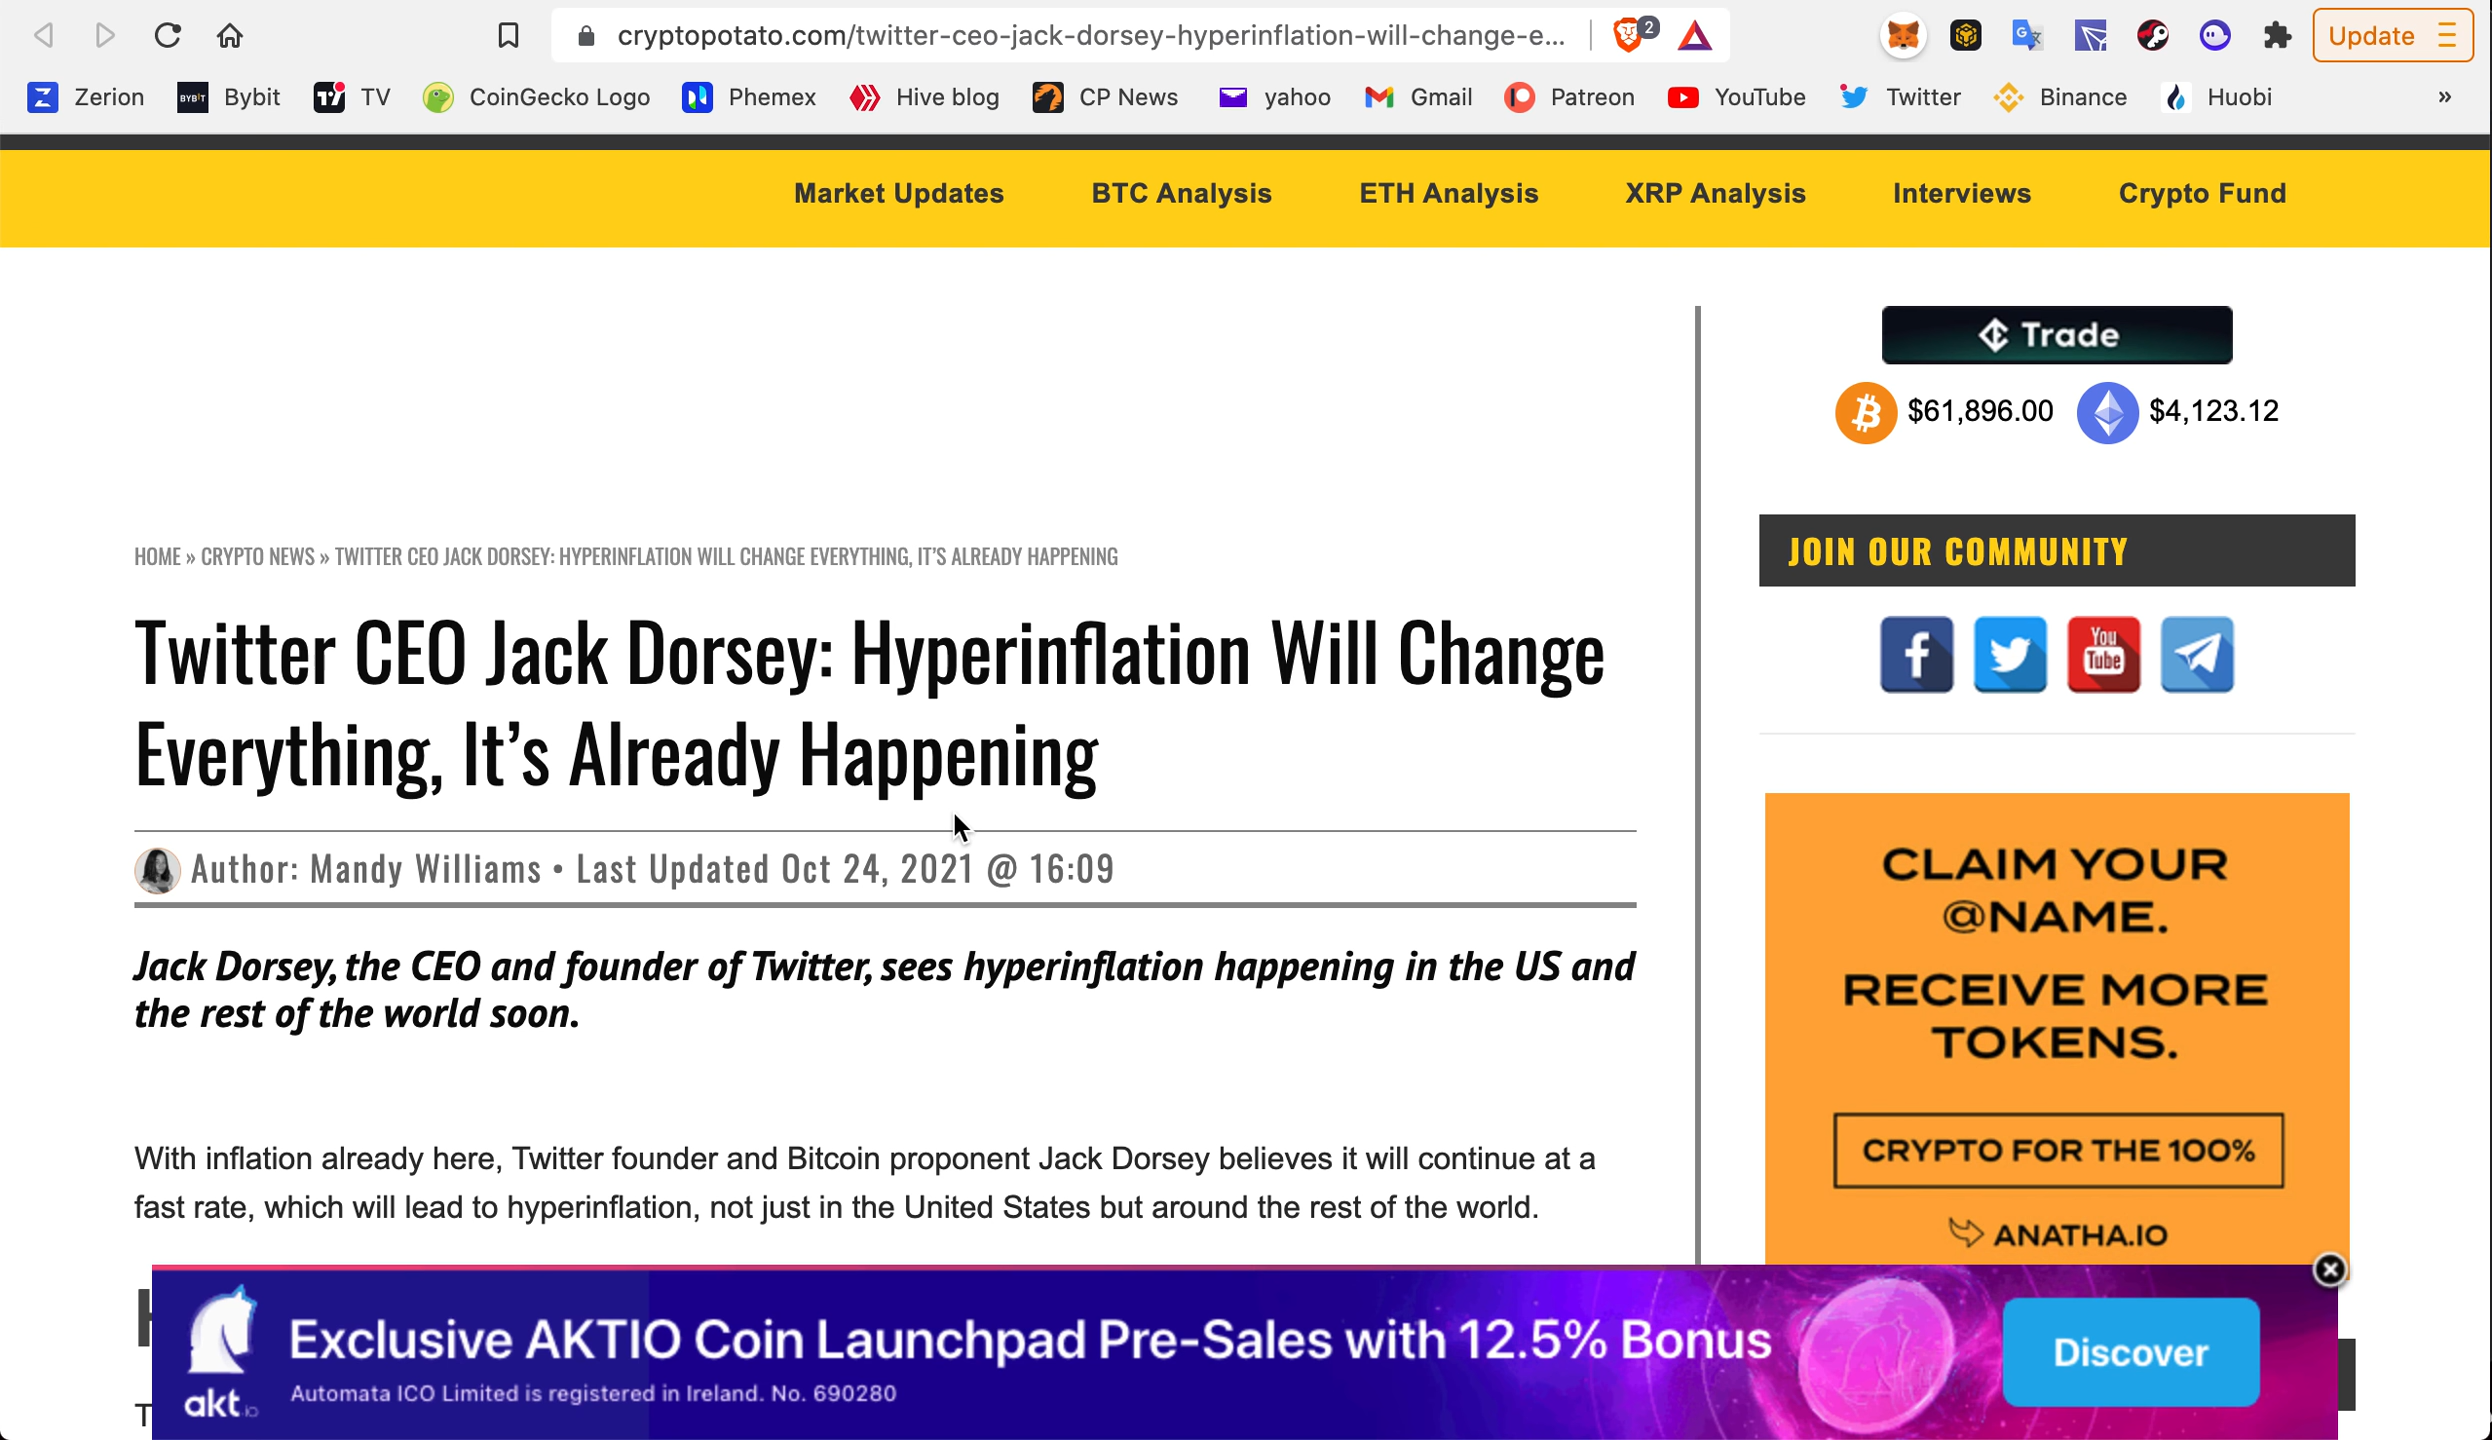 cryptopotato.com/twitter-ceo-jack-dorsey-hyperinflation-will-change-e...
2
Update
Zerion
BYBIT
Bybit
TV
CoinGecko Logo
Phemex
Hive blog
CP News
yahoo
Gmail
Patreon
YouTube
Twitter
Binance
Huobi
»
Market Updates
BTC Analysis
ETH Analysis
XRP Analysis
Interviews
Crypto Fund
Trade
$61,896.00
$4,123.12
HOME » CRYPTO NEWS » TWITTER CEO JACK DORSEY: HYPERINFLATION WILL CHANGE EVERYTHING, IT’S ALREADY HAPPENING
Twitter CEO Jack Dorsey: Hyperinflation Will Change
Everything, It’s Already Happening
Author: Mandy Williams • Last Updated Oct 24, 2021 @ 16:09
Jack Dorsey, the CEO and founder of Twitter, sees hyperinflation happening in the US and
the rest of the world soon.
With inflation already here, Twitter founder and Bitcoin proponent Jack Dorsey believes it will continue at a
fast rate, which will lead to hyperinflation, not just in the United States but around the rest of the world.
JOIN OUR COMMUNITY
You
Tube
CLAIM YOUR
@NAME.
RECEIVE MORE
TOKENS.
CRYPTO FOR THE 100%
ANATHA.IO
akt.io
Exclusive AKTIO Coin Launchpad Pre-Sales with 12.5% Bonus
Automata ICO Limited is registered in Ireland. No. 690280
Discover